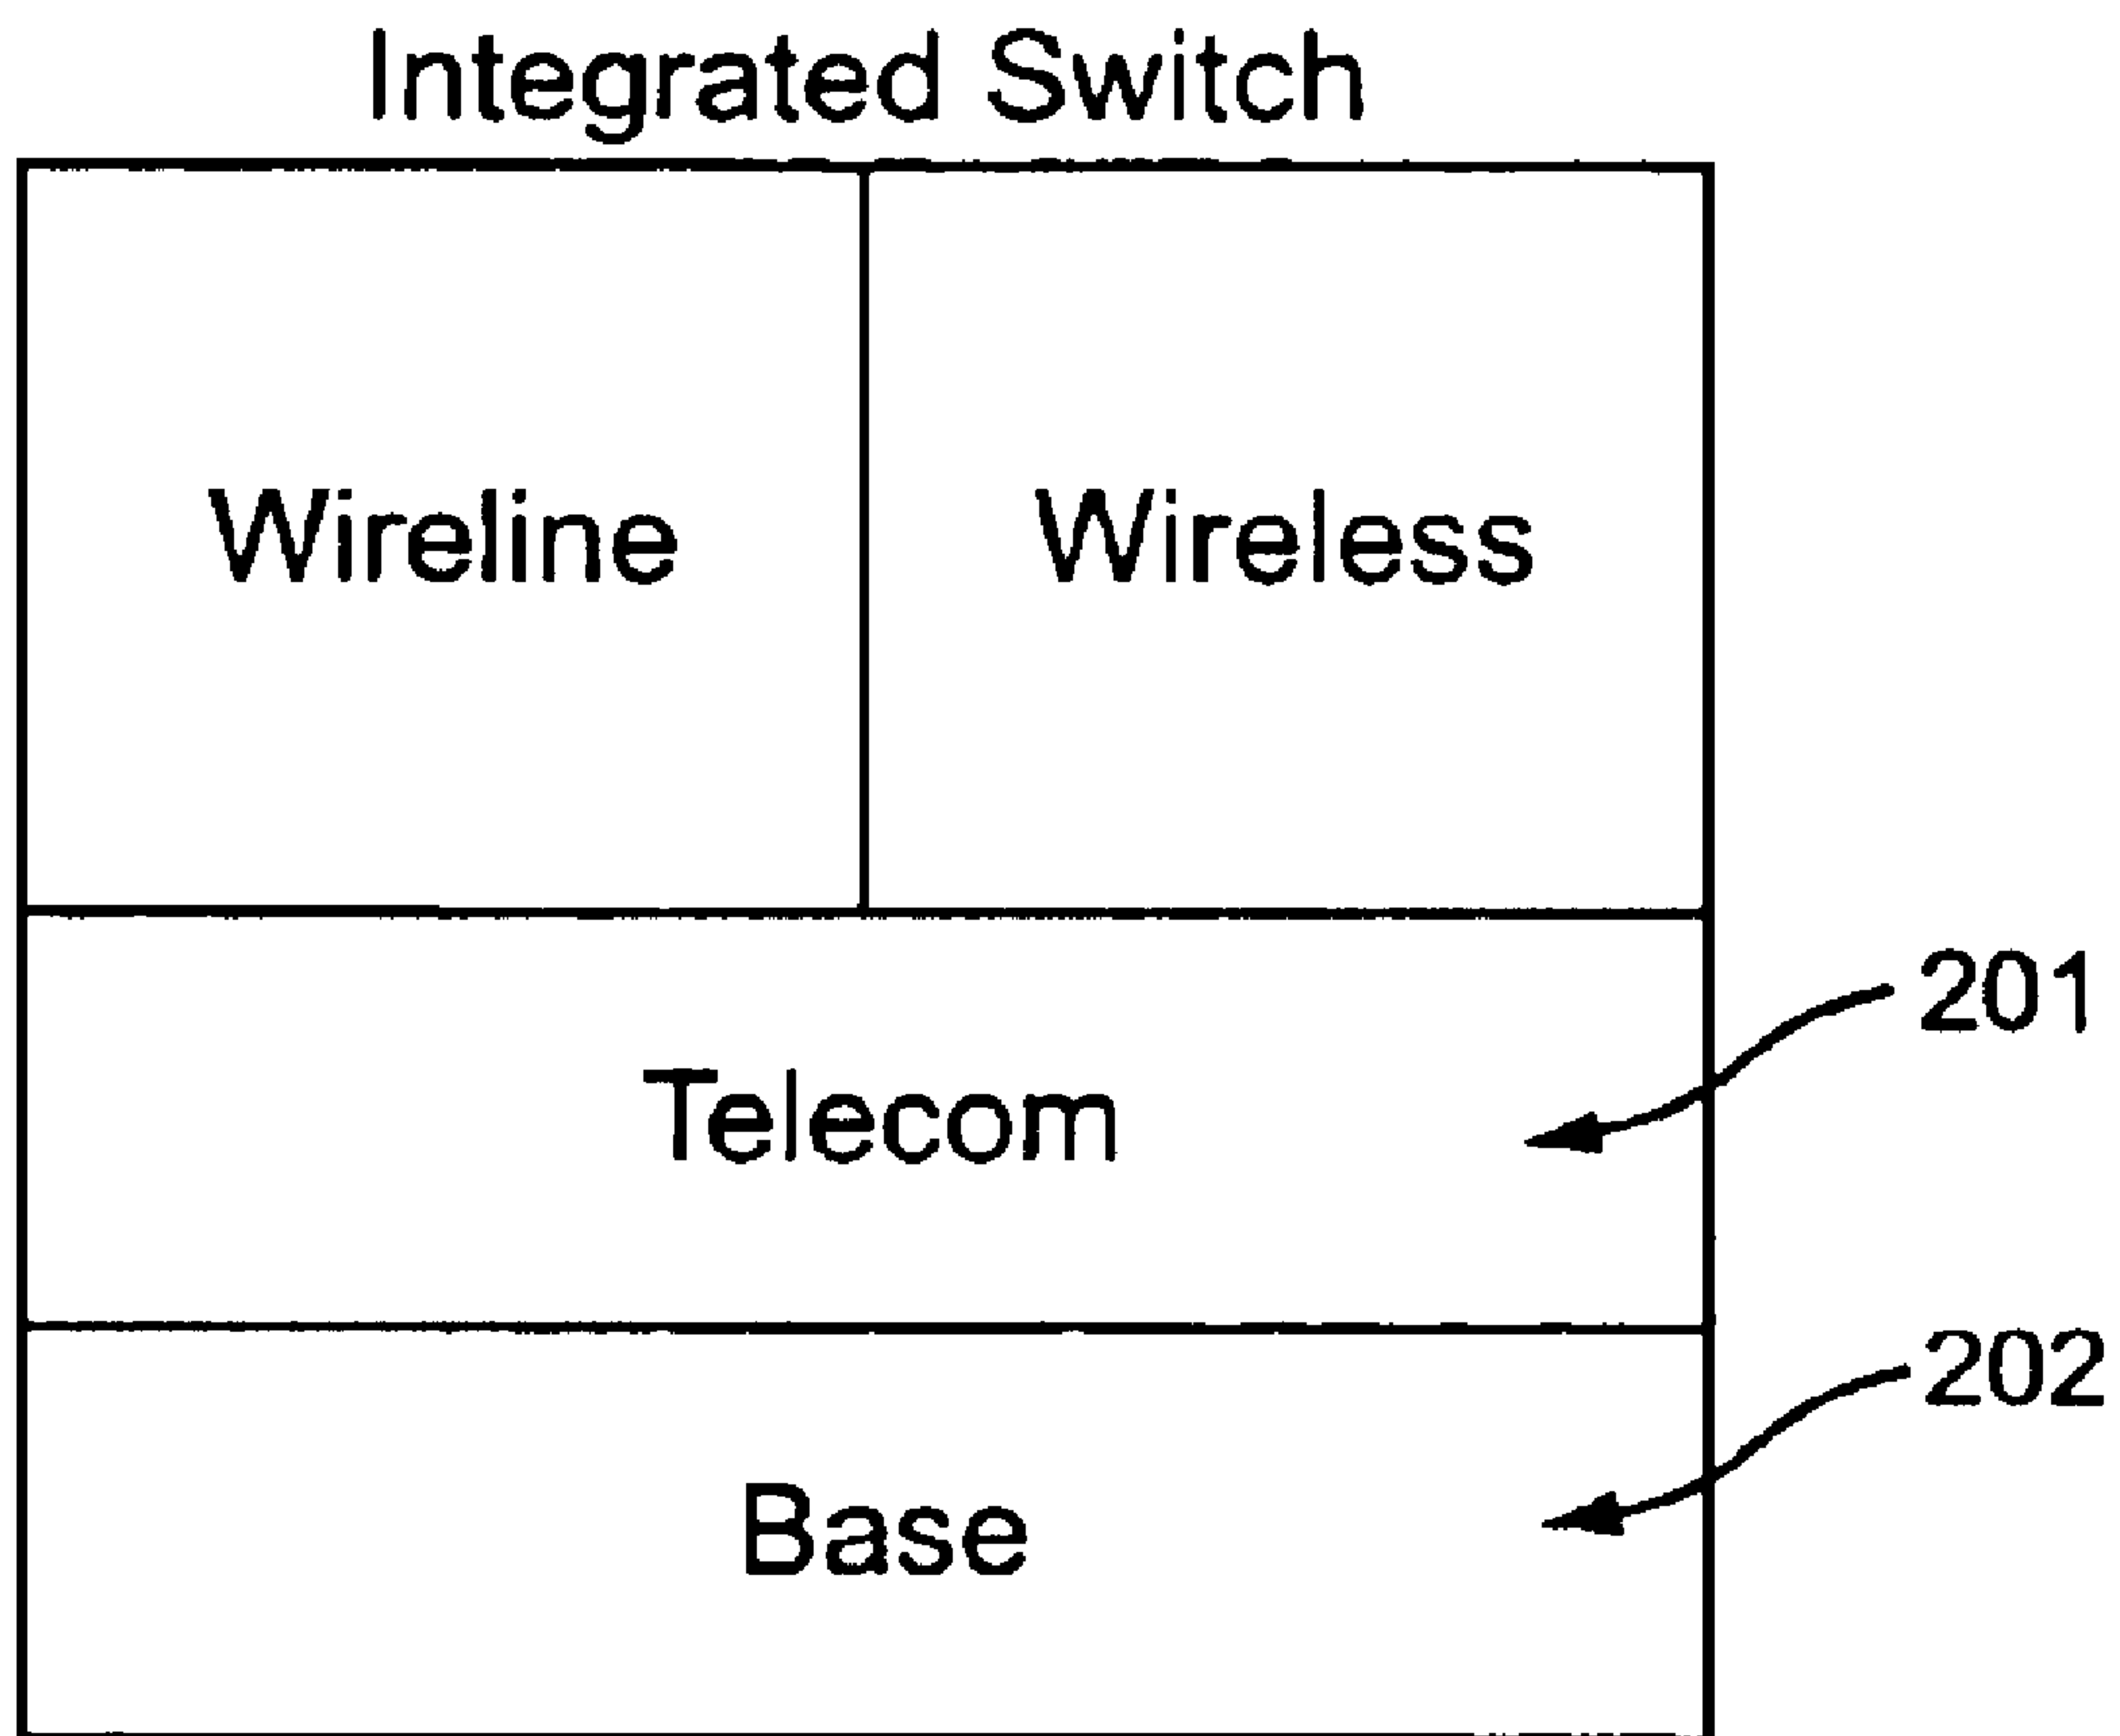 Integrated Switch
Wireline Wireless
201
Telecom
202
Base